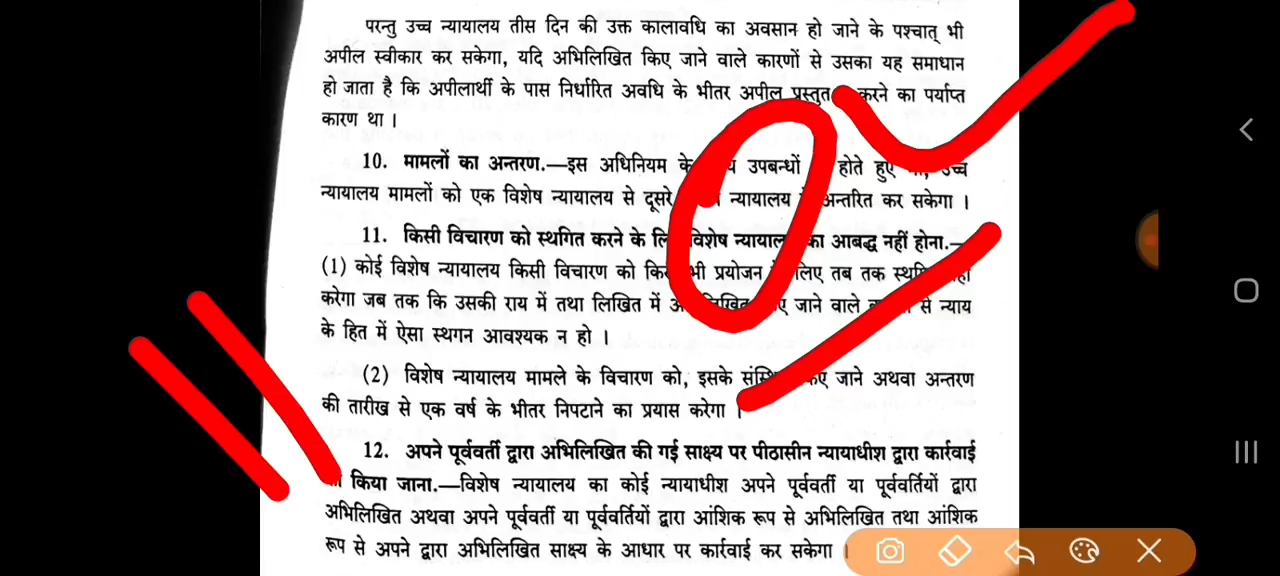 परन्तु उच्च न्यायालय तीस दिन की उक्त कालावधि का अवसान हो जाने के पश्चात् भी
अपील स्वीकार कर सकेगा, यदि अभिलिखित किए जाने वाले कारणों से उसका यह समाधान
हो जाता है कि अपीलार्थी के पास निर्धारित अवधि के भीतर अपील प्रस्तुत करने का पर्याप्त
कारण था ।
10. मामलों का अन्तरण.—इस अधिनियम के उपबन्धों होते हुए उच्च
न्यायालय मामलों को एक विशेष न्यायालय से दूसरे न्यायालय अन्तरित कर सकेगा ।
11. किसी विचारण को स्थगित करने के विशेष न्यायालय का आबद्ध नहीं होना.—
(1) कोई विशेष न्यायालय किसी विचारण को भी प्रयोजन लिए तब तक
करेगा जब तक कि उसकी राय में तथा लिखित में जाने वाले से न्याय
के हित में ऐसा स्थगन आवश्यक न हो ।
(2) विशेष न्यायालय मामले के विचारण को, इसके जाने अथवा अन्तरण
की तारीख से एक वर्ष के भीतर निपटाने का प्रयास करेगा ।
12. अपने पूर्ववर्ती द्वारा अभिलिखित की गई साक्ष्य पर पीठासीन न्यायाधीश द्वारा कार्रवाई
किया जाना.—विशेष न्यायालय का कोई न्यायाधीश अपने पूर्ववर्ती या पूर्ववर्तियों द्वारा
अभिलिखित अथवा अपने पूर्ववर्ती या पूर्ववर्तियों द्वारा आंशिक रूप से अभिलिखित तथा आंशिक
रूप से अपने द्वारा अभिलिखित साक्ष्य के आधार पर कार्रवाई कर सकेगा ।